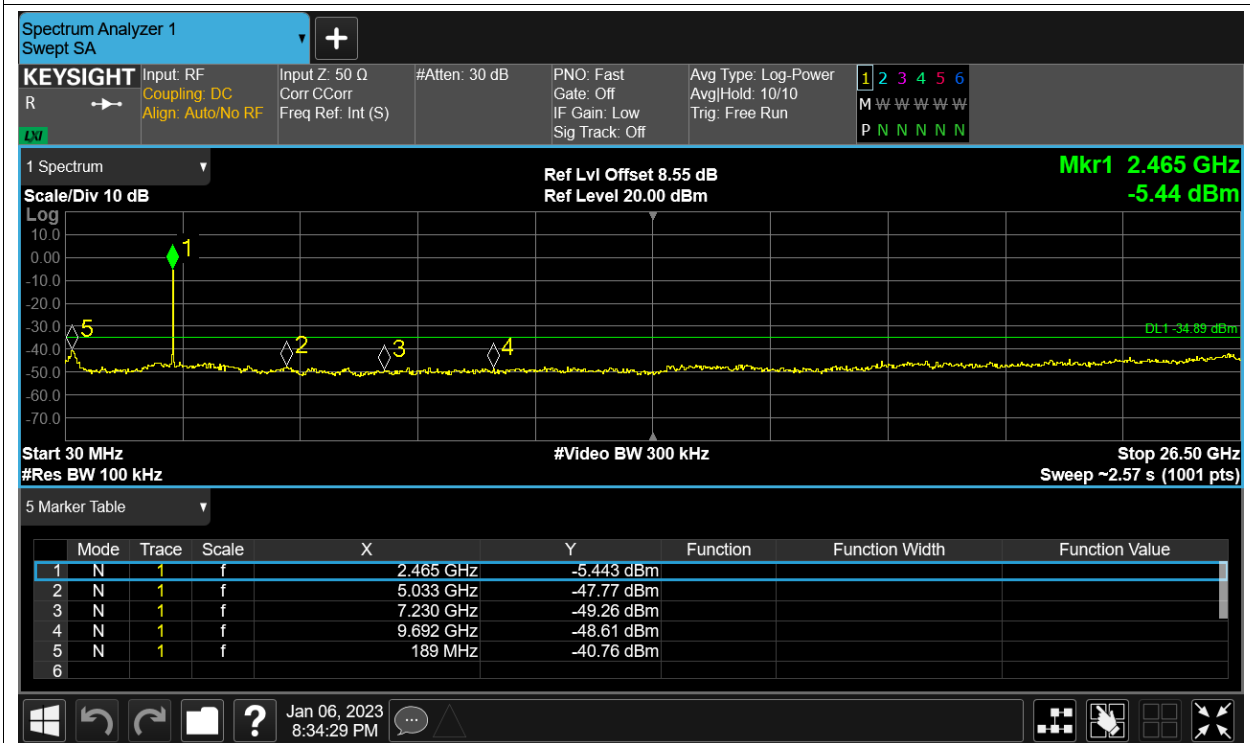 Spectrum Analyzer 1
Swept SA
KEYSIGHT
R
LXI
Input: RF
Coupling: DC
Align: Auto/No RF
Input Z: 50 Ω
Corr CCorr
Freq Ref: Int (S)
#Atten: 30 dB
PNO: Fast
Gate: Off
IF Gain: Low
Sig Track: Off
Avg Type: Log-Power
Avg|Hold: 10/10
Trig: Free Run
1 2 3 4 5 6
M W W W W W
P N N N N N
1 Spectrum
Scale/Div 10 dB
Ref Lvl Offset 8.55 dB
Ref Level 20.00 dBm
Mkr1 2.465 GHz
-5.44 dBm
Log
10.0
0.00
-10.0
-20.0
-30.0
-40.0
-50.0
-60.0
-70.0
1
5
2
3
4
DL1 -34.89 dBm
Start 30 MHz
#Video BW 300 kHz
Stop 26.50 GHz
#Res BW 100 kHz
Sweep ~2.57 s (1001 pts)
5 Marker Table
Mode Trace Scale X Y Function Function Width Function Value
1 N 1 f 2.465 GHz -5.443 dBm
2 N 1 f 5.033 GHz -47.77 dBm
3 N 1 f 7.230 GHz -49.26 dBm
4 N 1 f 9.692 GHz -48.61 dBm
5 N 1 f 189 MHz -40.76 dBm
6
?
Jan 06, 2023
8:34:29 PM